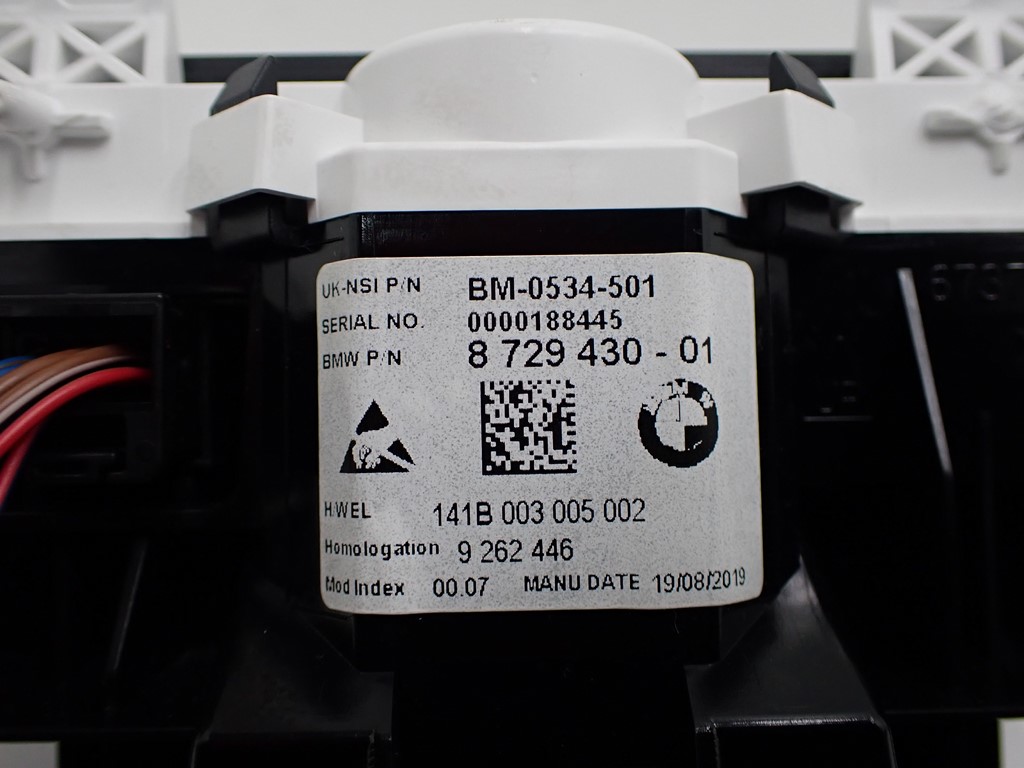 UK-NSI P/N BM-0534-501
SERIAL NO. 0000188445
BMW P/N 8 729 430 - 01
H/WEL 141B 003 005 002
Homologation 9 262 446
Mod Index 00.07 MANU DATE 19/08/2019